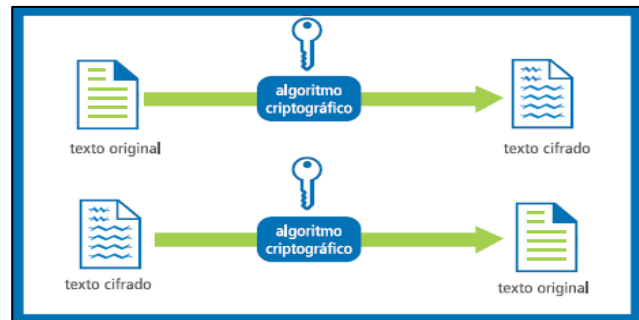 algoritmo
criptográfico
texto original
texto cifrado
algoritmo
criptográfico
texto cifrado
texto original